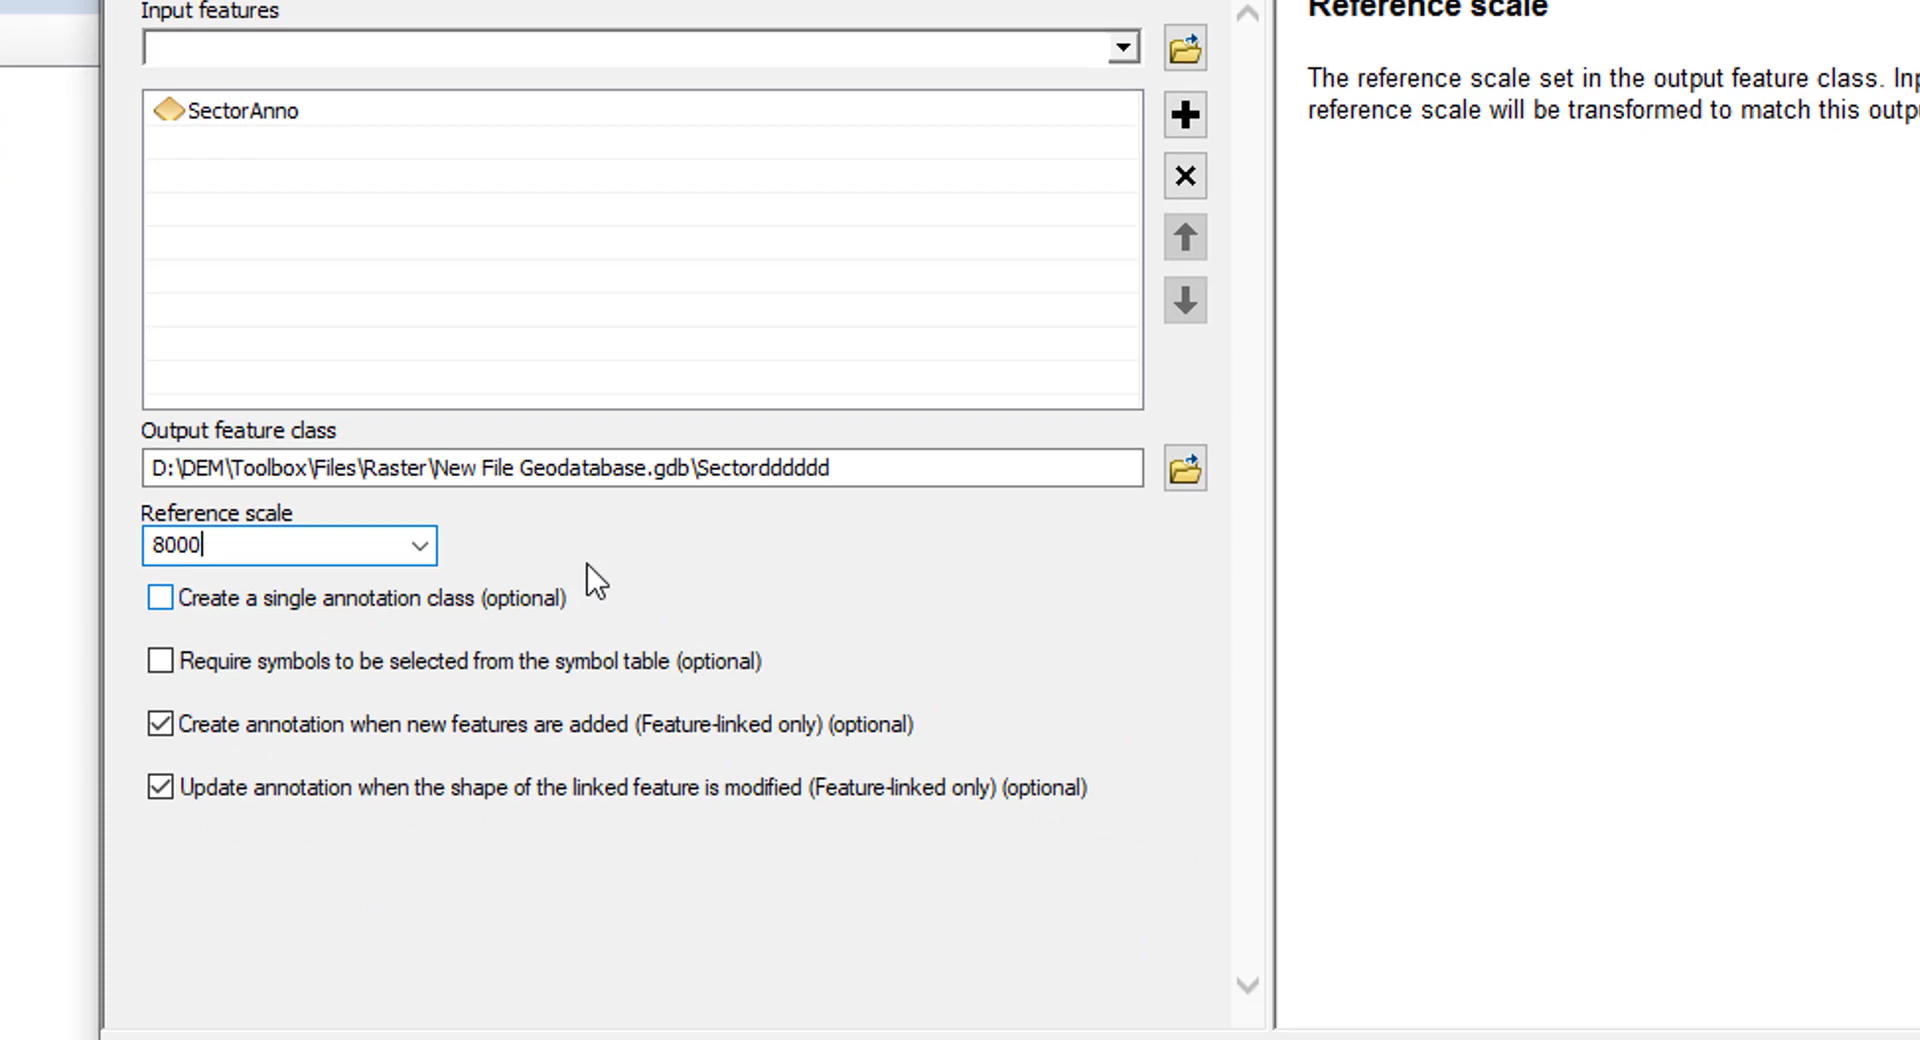 Input features
Reference scale
The reference scale set in the output feature class.
reference scale will be transformed to match this
SectorAnno
Output feature class
D:\DEM\Toolbox\Files\Raster\New File Geodatabase.gdb\Sectordddddd
Reference scale
8000
Create a single annotation class (optional)
Require symbols to be selected from the symbol table (optional)
Create annotation when new features are added (Feature-linked only) (optional)
Update annotation when the shape of the linked feature is modified (Feature-linked only) (optional)